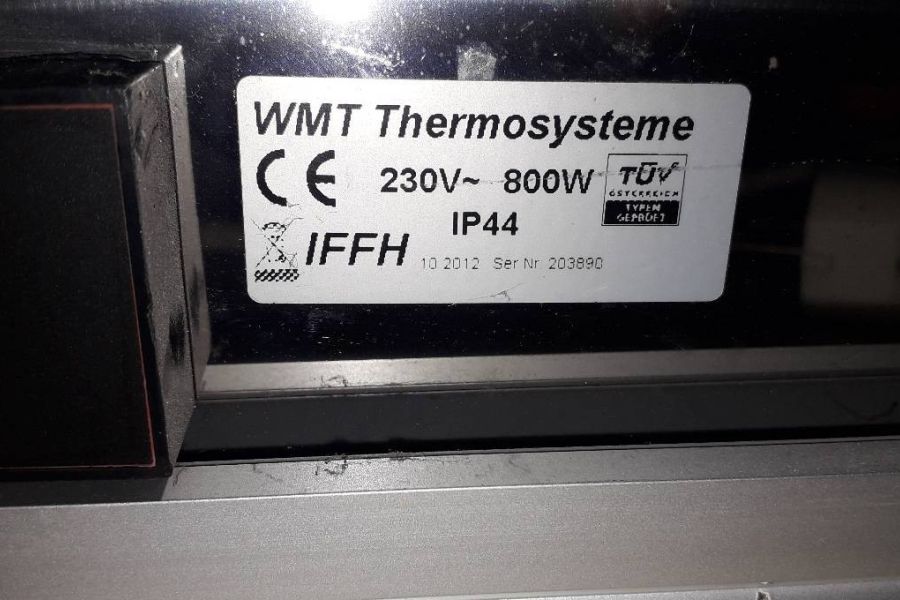 WMT Thermosysteme
CE 230V~ 800W TÜV
ÖSTERREICH
TYPEN
GEPRÜFT
IP44
IFFH 10 2012 Ser Nr 203890